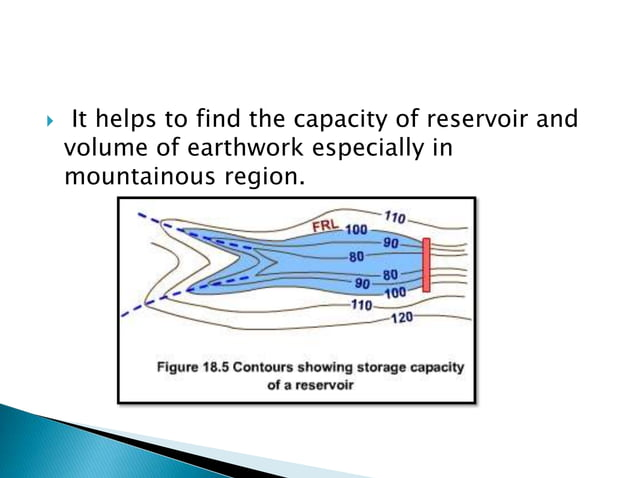 It helps to find the capacity of reservoir and
volume of earthwork especially in
mountainous region.
110
FRL 100
90
80
80
90
100
110
120
Figure 18.5 Contours showing storage capacity
of a reservoir